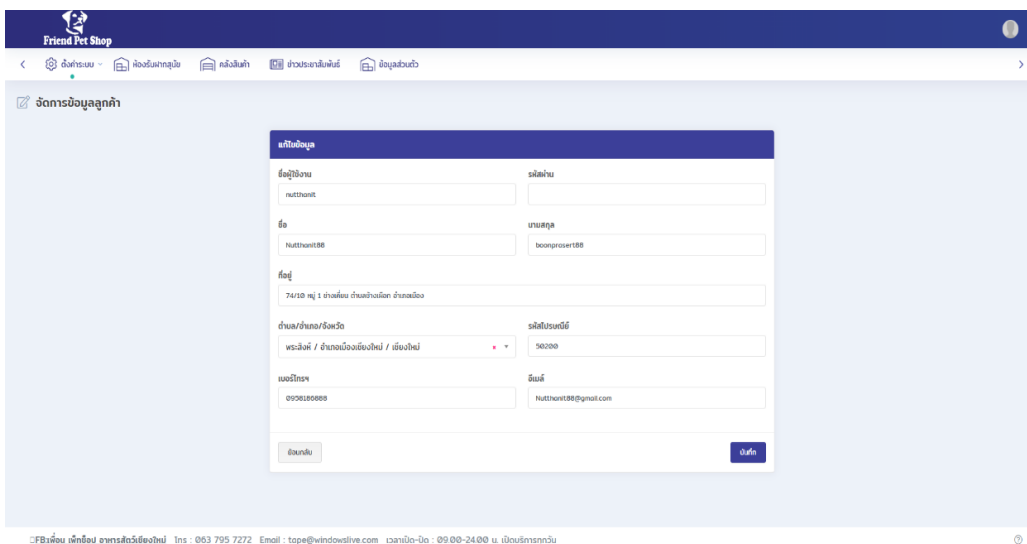 Friend Pet Shop
ตั้งค่าระบบ ห้องรับฝากสุนัข คลังสินค้า ข่าวประชาสัมพันธ์ ข้อมูลส่วนตัว
จัดการข้อมูลลูกค้า
แก้ไขข้อมูล
ชื่อผู้ใช้งาน รหัสผ่าน
nutthanit
ชื่อ นามสกุล
Nutthanit88 boonprasert88
ที่อยู่
74/10 หมู่ 1 ช่างเคี่ยน ตำบลช้างเผือก อำเภอเมือง
ตำบล/อำเภอ/จังหวัด รหัสไปรษณีย์
พระสิงห์ / อำเภอเมืองเชียงใหม่ / เชียงใหม่ × 50200
เบอร์โทรฯ อีเมล์
0958186688 Nutthanit88@gmail.com
ย้อนกลับ บันทึก
FB:เพื่อน เพ็ทช็อป อาหารสัตว์เชียงใหม่ โทร : 063 795 7272 Email : tape@windowslive.com เวลาเปิด-ปิด : 09.00-24.00 น. เปิดบริการทุกวัน